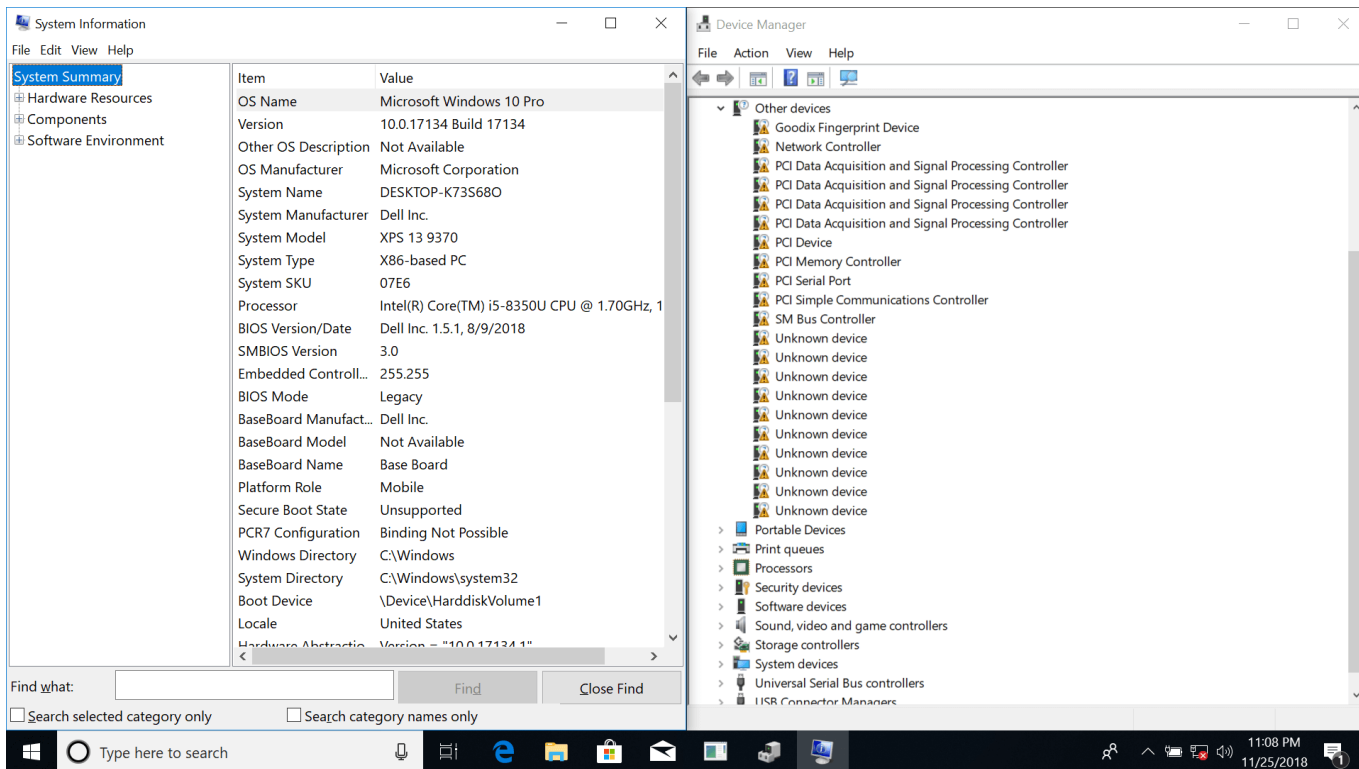 System Information
File Edit View Help
System Summary
Hardware Resources
Components
Software Environment
Item Value
OS Name Microsoft Windows 10 Pro
Version 10.0.17134 Build 17134
Other OS Description Not Available
OS Manufacturer Microsoft Corporation
System Name DESKTOP-K73S68O
System Manufacturer Dell Inc.
System Model XPS 13 9370
System Type X86-based PC
System SKU 07E6
Processor Intel(R) Core(TM) i5-8350U CPU @ 1.70GHz, 1
BIOS Version/Date Dell Inc. 1.5.1, 8/9/2018
SMBIOS Version 3.0
Embedded Controll... 255.255
BIOS Mode Legacy
BaseBoard Manufact... Dell Inc.
BaseBoard Model Not Available
BaseBoard Name Base Board
Platform Role Mobile
Secure Boot State Unsupported
PCR7 Configuration Binding Not Possible
Windows Directory C:\Windows
System Directory C:\Windows\system32
Boot Device \Device\HarddiskVolume1
Locale United States
Hardware Abstractio Version = "10.0.17134.1"
Find what:
Find
Close Find
Search selected category only
Search category names only
Device Manager
File Action View Help
Other devices
Goodix Fingerprint Device
Network Controller
PCI Data Acquisition and Signal Processing Controller
PCI Data Acquisition and Signal Processing Controller
PCI Data Acquisition and Signal Processing Controller
PCI Data Acquisition and Signal Processing Controller
PCI Device
PCI Memory Controller
PCI Serial Port
PCI Simple Communications Controller
SM Bus Controller
Unknown device
Unknown device
Unknown device
Unknown device
Unknown device
Unknown device
Unknown device
Unknown device
Unknown device
Unknown device
Portable Devices
Print queues
Processors
Security devices
Software devices
Sound, video and game controllers
Storage controllers
System devices
Universal Serial Bus controllers
USB Connector Managers
Type here to search
11:08 PM
11/25/2018
1